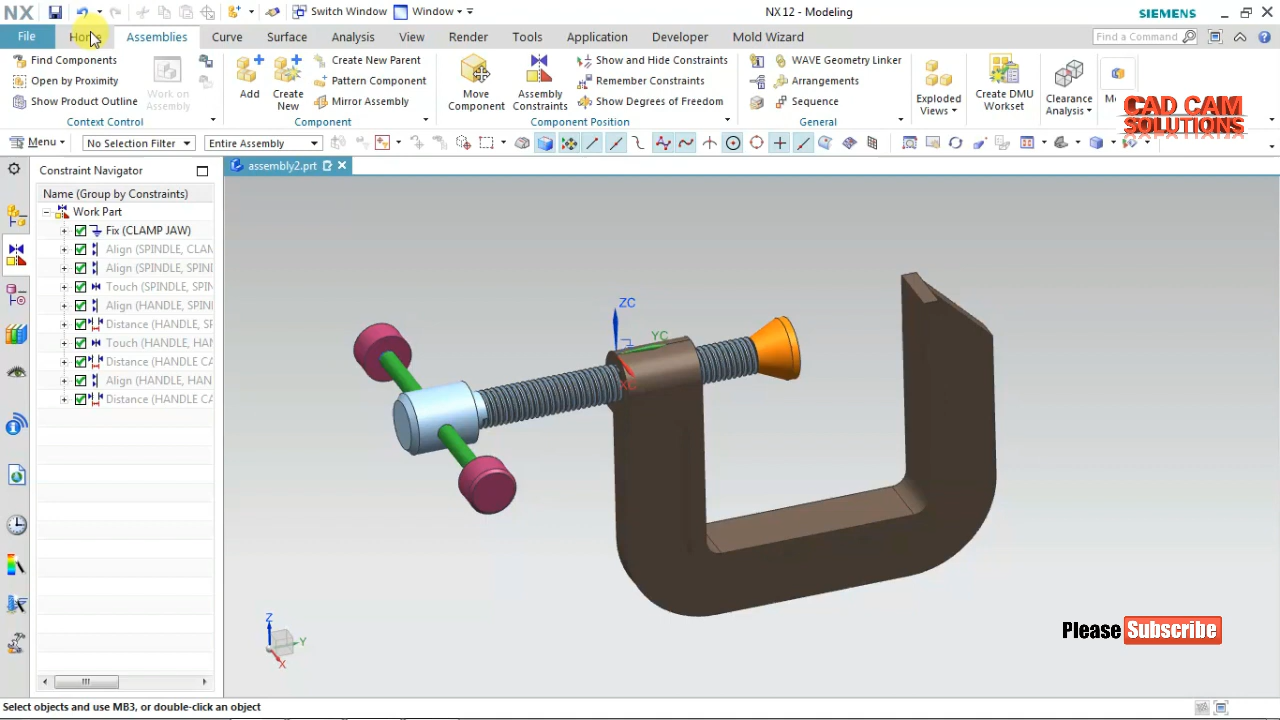 NX
Switch Window
Window
NX 12 - Modeling
SIEMENS
File
Home
Assemblies
Curve
Surface
Analysis
View
Render
Tools
Application
Developer
Mold Wizard
Find a Command
Find Components
Open by Proximity
Show Product Outline
Work on
Assembly
Context Control
Add
Create
New
Create New Parent
Pattern Component
Mirror Assembly
Component
Move
Component
Assembly
Constraints
Show and Hide Constraints
Remember Constraints
Show Degrees of Freedom
Component Position
WAVE Geometry Linker
Arrangements
Sequence
General
Exploded
Views
Create DMU
Workset
Clearance
Analysis
CAD CAM
SOLUTIONS
Menu
No Selection Filter
Entire Assembly
Constraint Navigator
assembly2.prt
Name (Group by Constraints)
Work Part
Fix (CLAMP JAW)
Align (SPINDLE, CLAN
Align (SPINDLE, SPIND
Touch (SPINDLE, SPIN
Align (HANDLE, SPIN
Distance (HANDLE, SP
Touch (HANDLE, HAN
Distance (HANDLE CA
Align (HANDLE, HAN
Distance (HANDLE CA
ZC
YC
XC
Z
Y
X
Please Subscribe
Select objects and use MB3, or double-click an object